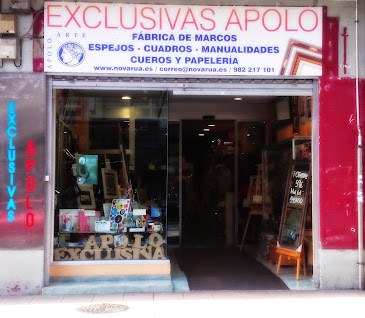 EXCLUSIVAS APOLO
APOLO
ARTE
FÁBRICA DE MARCOS
ESPEJOS - CUADROS - MANUALIDADES
CUEROS Y PAPELERÍA
www.novarua.es / correo@novarua.es / 982 217 101
EXCLUSIVAS
APOLO
APOLO
EXCLUSIVA